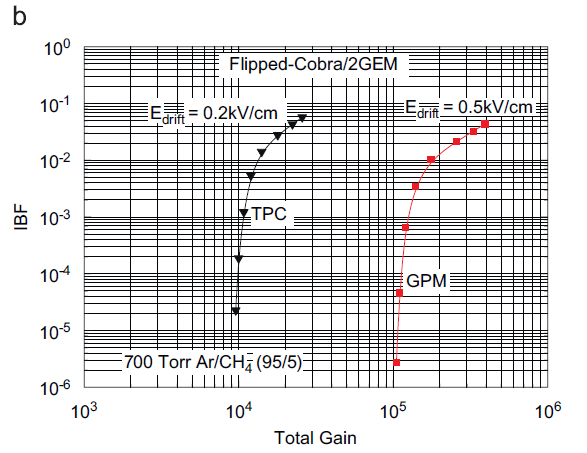 b
Flipped-Cobra/2GEM
E_drift = 0.2kV/cm
E_drift = 0.5kV/cm
TPC
GPM
700 Torr Ar/CH_4 (95/5)
IBF
10^0
10^-1
10^-2
10^-3
10^-4
10^-5
10^-6
10^3
10^4
10^5
10^6
Total Gain